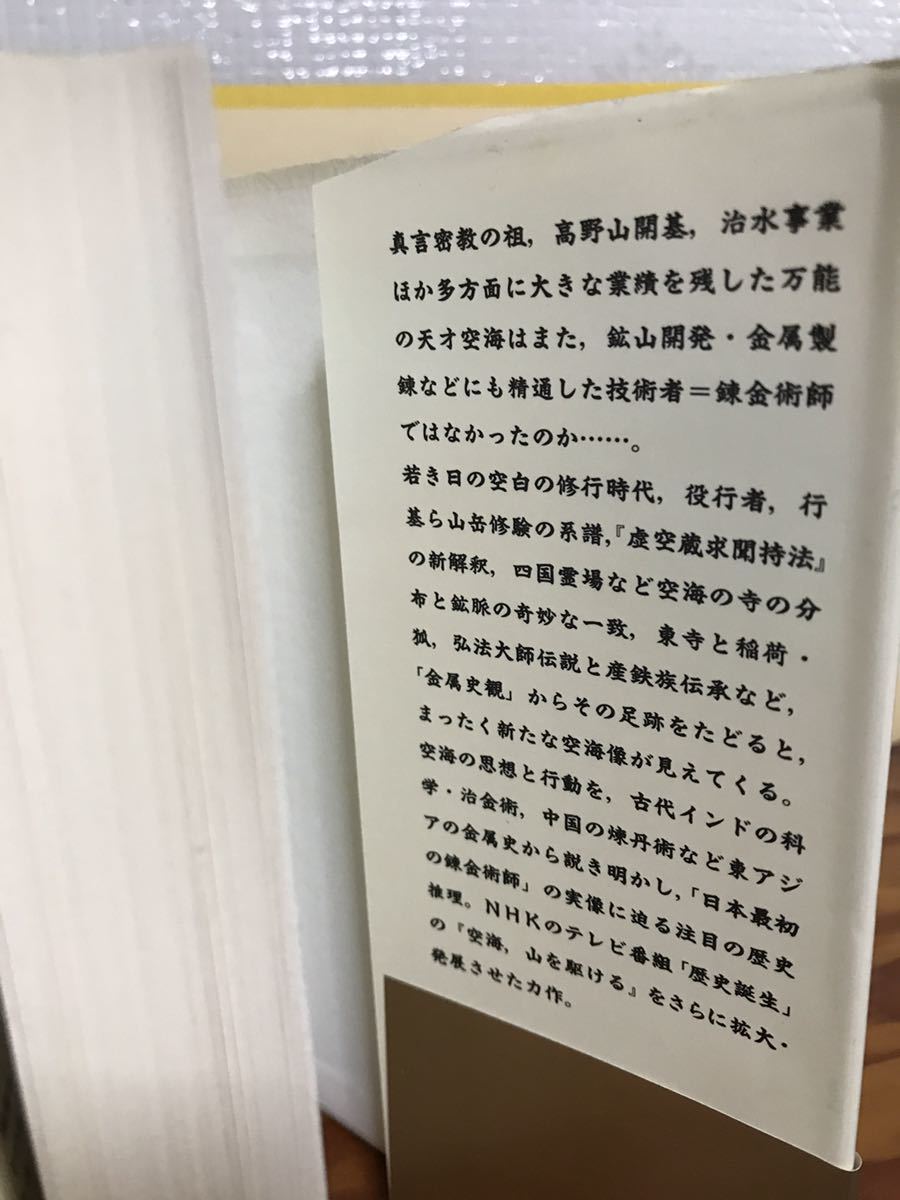 真言密教の祖，高野山開基，治水事業
ほか多方面に大きな業績を残した万能
の天才空海はまた，鉱山開発・金属製
錬などにも精通した技術者＝錬金術師
ではなかったのか……。
若き日の空白の修行時代，役行者，行
基ら山岳修験の系譜，『虚空蔵求聞持法』
の新解釈，四国霊場など空海の寺の分
布と鉱脈の奇妙な一致，東寺と稲荷・
狐，弘法大師伝説と産鉄族伝承など，
「金属史観」からその足跡をたどると，
まったく新たな空海像が見えてくる。
空海の思想と行動を，古代インドの科
学・冶金術，中国の煉丹術など東アジ
アの金属史から説き明かし，「日本最初
の錬金術師」の実像に迫る注目の歴史
推理。ＮＨＫのテレビ番組「歴史誕生」
の『空海，山を駆ける』をさらに拡大・
発展させた力作。